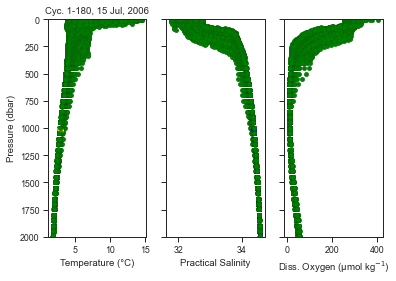 Cyc. 1-180, 15 Jul, 2006
0
250
500
750
1000
1250
1500
1750
2000
Pressure (dbar)
5 10 15
32 34
0 200 400
Temperature (°C)
Practical Salinity
Diss. Oxygen (µmol kg⁻¹)